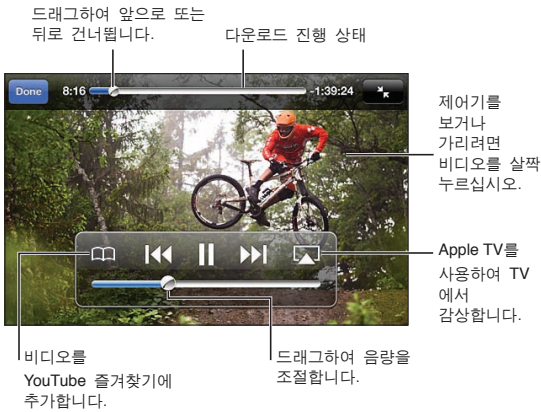 드래그하여 앞으로 또는
뒤로 건너뜁니다.
다운로드 진행 상태
Done
8:16
-1:39:24
제어기를
보거나
가리려면
비디오를 살짝
누르십시오.
Apple TV를
사용하여 TV
에서
감상합니다.
비디오를
YouTube 즐겨찾기에
추가합니다.
드래그하여 음량을
조절합니다.